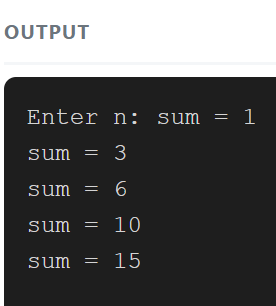 OUTPUT
Enter n: sum = 1
sum = 3
sum = 6
sum = 10
sum = 15